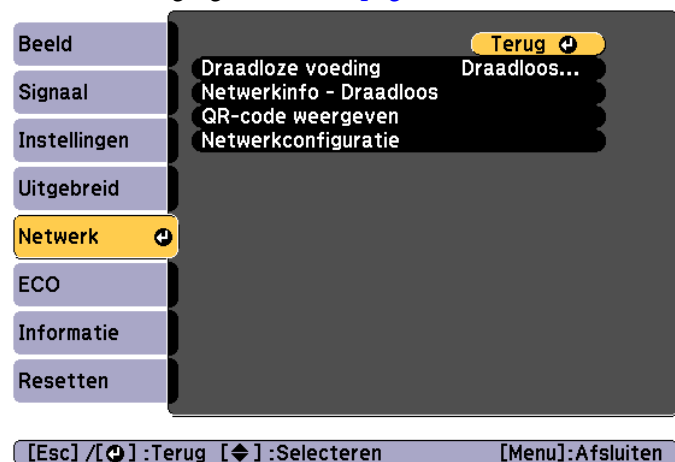 Beeld
Signaal
Instellingen
Uitgebreid
Netwerk
ECO
Informatie
Resetten
Terug
Draadloze voeding Draadloos...
Netwerkinfo - Draadloos
QR-code weergeven
Netwerkconfiguratie
[Esc] /[ ] :Terug [ ] :Selecteren [Menu]:Afsluiten